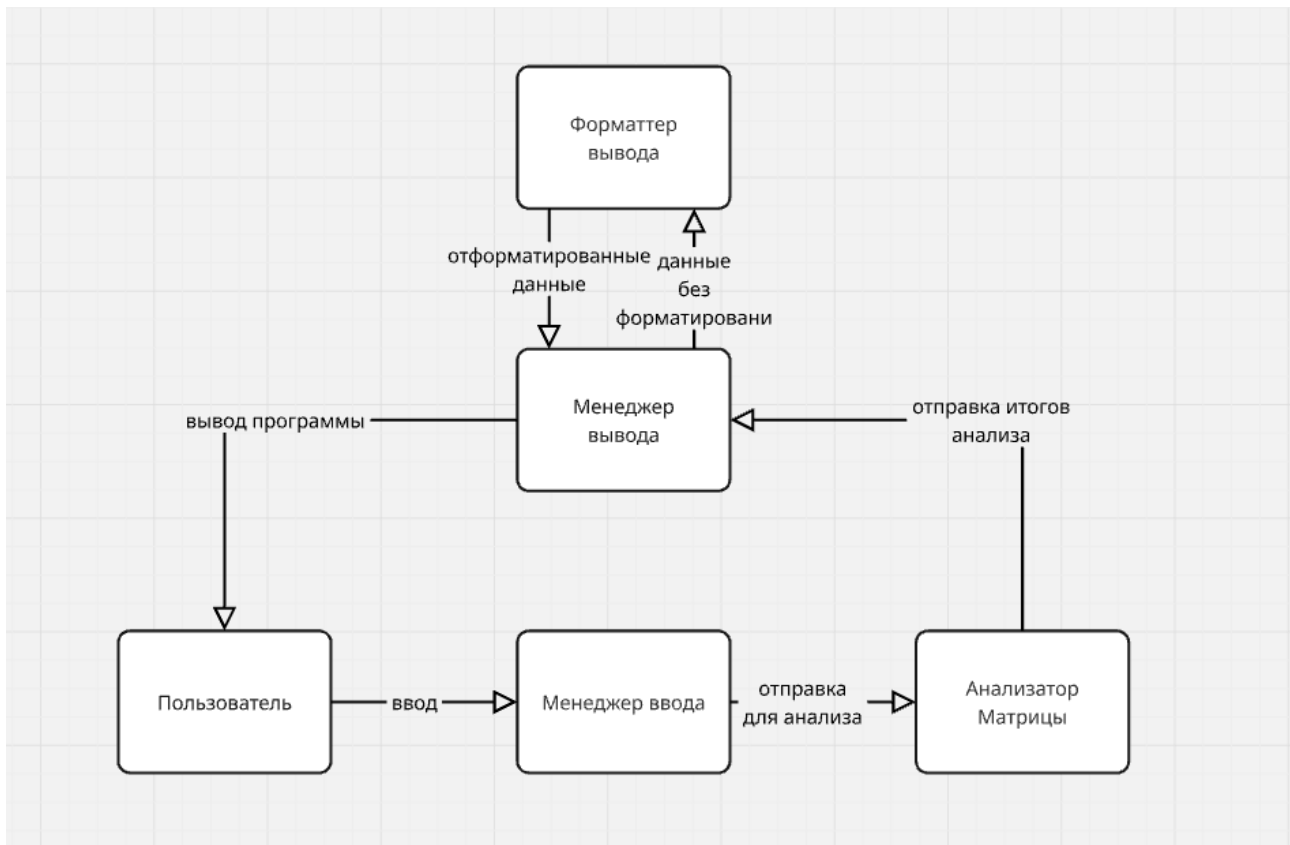 Форматтер
вывода
отформатированные
данные
данные
без
форматировани
Менеджер
вывода
вывод программы
отправка итогов
анализа
Пользователь
ввод
Менеджер ввода
отправка
для анализа
Анализатор
Матрицы